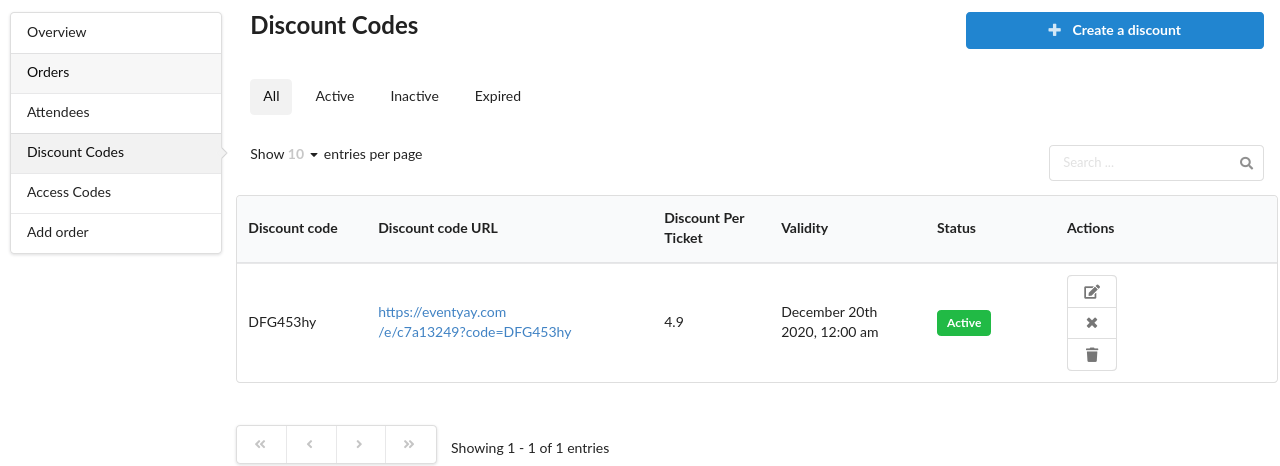 Overview
Orders
Attendees
Discount Codes
Access Codes
Add order
Discount Codes
Create a discount
All Active Inactive Expired
Show 10 entries per page
Search ...
Discount code Discount code URL Discount Per Ticket Validity Status Actions
DFG453hy
https://eventyay.com
/e/c7a13249?code=DFG453hy
4.9
December 20th
2020, 12:00 am
Active
Showing 1 - 1 of 1 entries